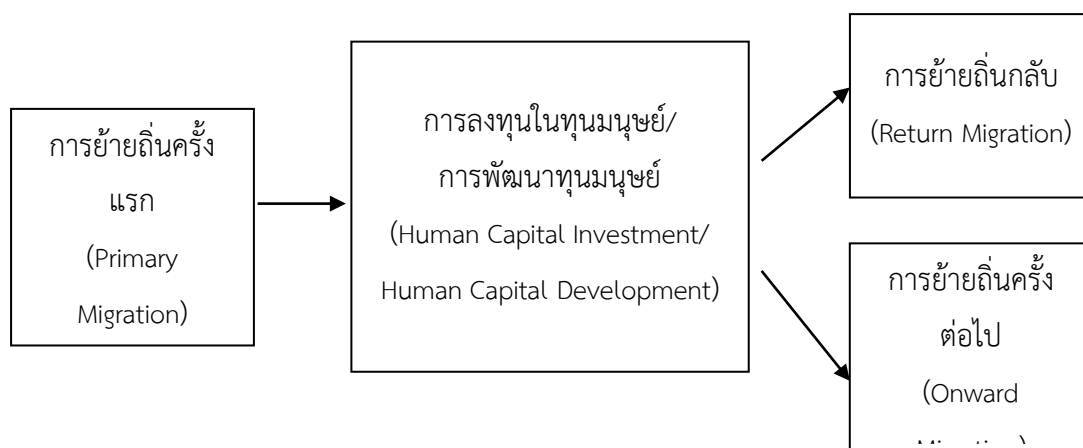 การย้ายถิ่นครั้ง
แรก
(Primary
Migration)
การลงทุนในทุนมนุษย์/
การพัฒนาทุนมนุษย์
(Human Capital Investment/
Human Capital Development)
การย้ายถิ่นกลับ
(Return Migration)
การย้ายถิ่นครั้ง
ต่อไป
(Onward